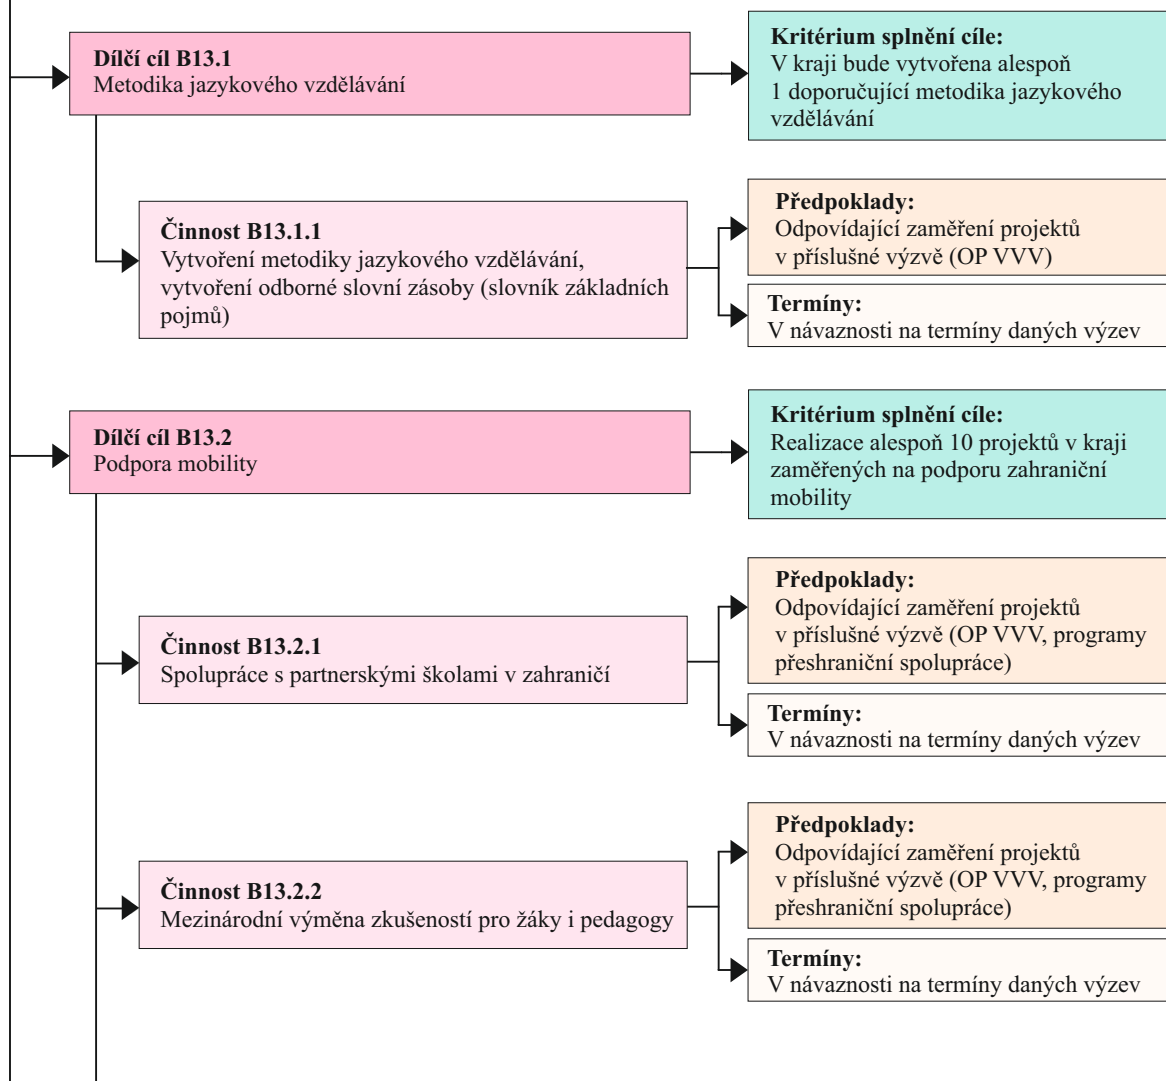 Dílčí cíl B13.1
Metodika jazykového vzdělávání
Kritérium splnění cíle:
V kraji bude vytvořena alespoň
1 doporučující metodika jazykového
vzdělávání
Činnost B13.1.1
Vytvoření metodiky jazykového vzdělávání,
vytvoření odborné slovní zásoby (slovník základních
pojmů)
Předpoklady:
Odpovídající zaměření projektů
v příslušné výzvě (OP VVV)
Termíny:
V návaznosti na termíny daných výzev
Dílčí cíl B13.2
Podpora mobility
Kritérium splnění cíle:
Realizace alespoň 10 projektů v kraji
zaměřených na podporu zahraniční
mobility
Činnost B13.2.1
Spolupráce s partnerskými školami v zahraničí
Předpoklady:
Odpovídající zaměření projektů
v příslušné výzvě (OP VVV, programy
přeshraniční spolupráce)
Termíny:
V návaznosti na termíny daných výzev
Činnost B13.2.2
Mezinárodní výměna zkušeností pro žáky i pedagogy
Předpoklady:
Odpovídající zaměření projektů
v příslušné výzvě (OP VVV, programy
přeshraniční spolupráce)
Termíny:
V návaznosti na termíny daných výzev